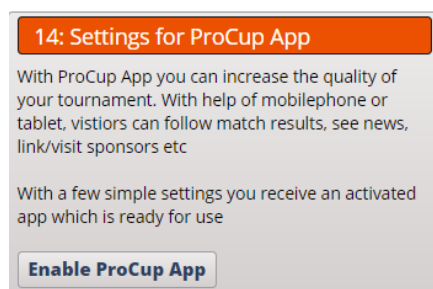 14: Settings for ProCup App
With ProCup App you can increase the quality of
your tournament. With help of mobilephone or
tablet, vistiors can follow match results, see news,
link/visit sponsors etc
With a few simple settings you receive an activated
app which is ready for use
Enable ProCup App